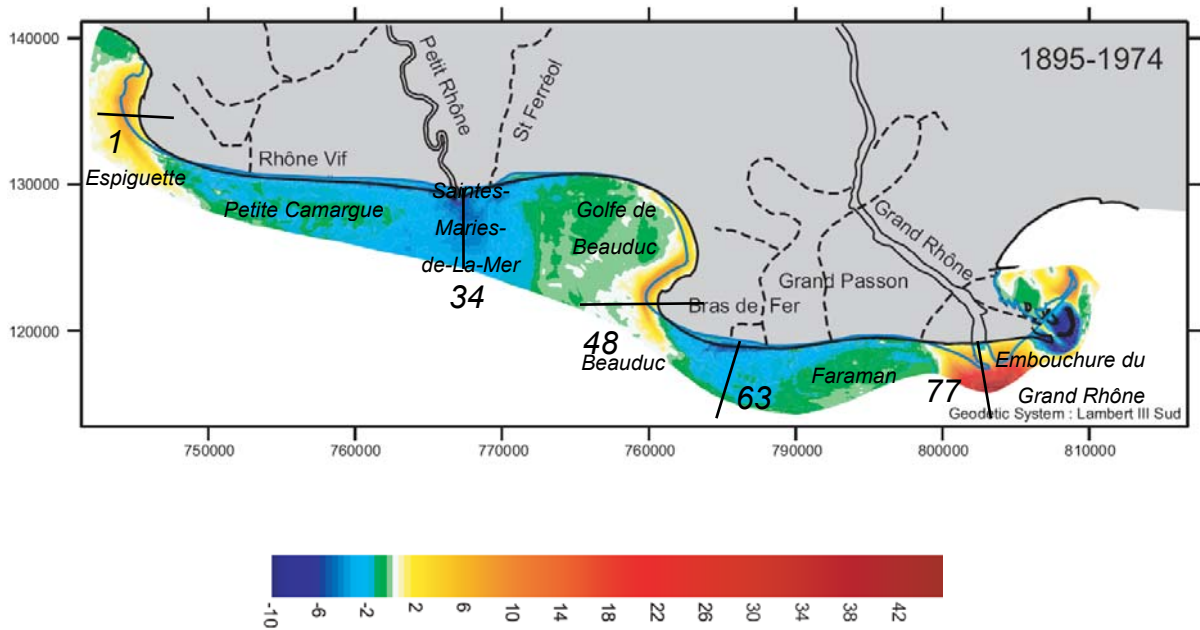 140000
130000
120000
1895-1974
Petit Rhône
St Ferréol
Rhône Vif
1
Espiguette
Petite Camargue
Saintes-
Maries-
de-La-Mer
34
Golfe de
Beauduc
48
Beauduc
Bras de Fer
Grand Passon
Grand Rhône
63
Faraman
77
Embouchure du
Grand Rhône
Geodetic System : Lambert III Sud
750000
760000
770000
760000
790000
800000
810000
-10
-6
-2
2
6
10
14
18
22
26
30
34
38
42